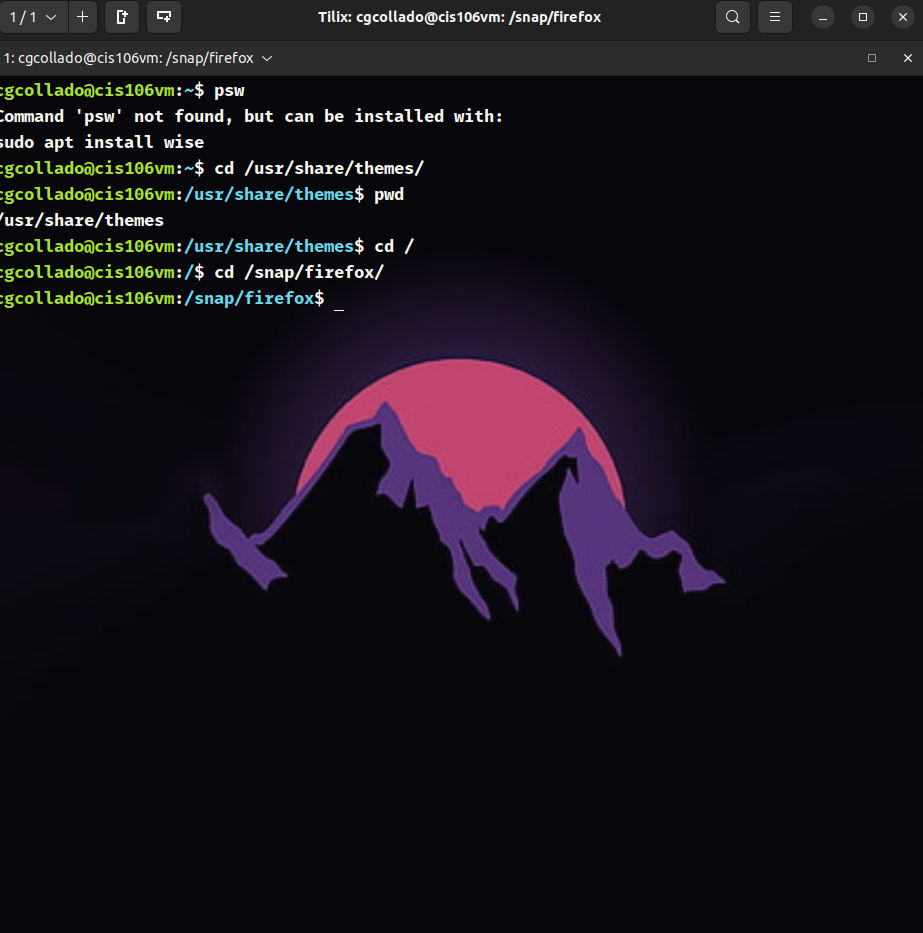 1 / 1
Tilix: cgcollado@cis106vm: /snap/firefox
1: cgcollado@cis106vm: /snap/firefox
cgcollado@cis106vm:~$ psw
Command 'psw' not found, but can be installed with:
sudo apt install wise
cgcollado@cis106vm:~$ cd /usr/share/themes/
cgcollado@cis106vm:/usr/share/themes$ pwd
/usr/share/themes
cgcollado@cis106vm:/usr/share/themes$ cd /
cgcollado@cis106vm:/$ cd /snap/firefox/
cgcollado@cis106vm:/snap/firefox$ _